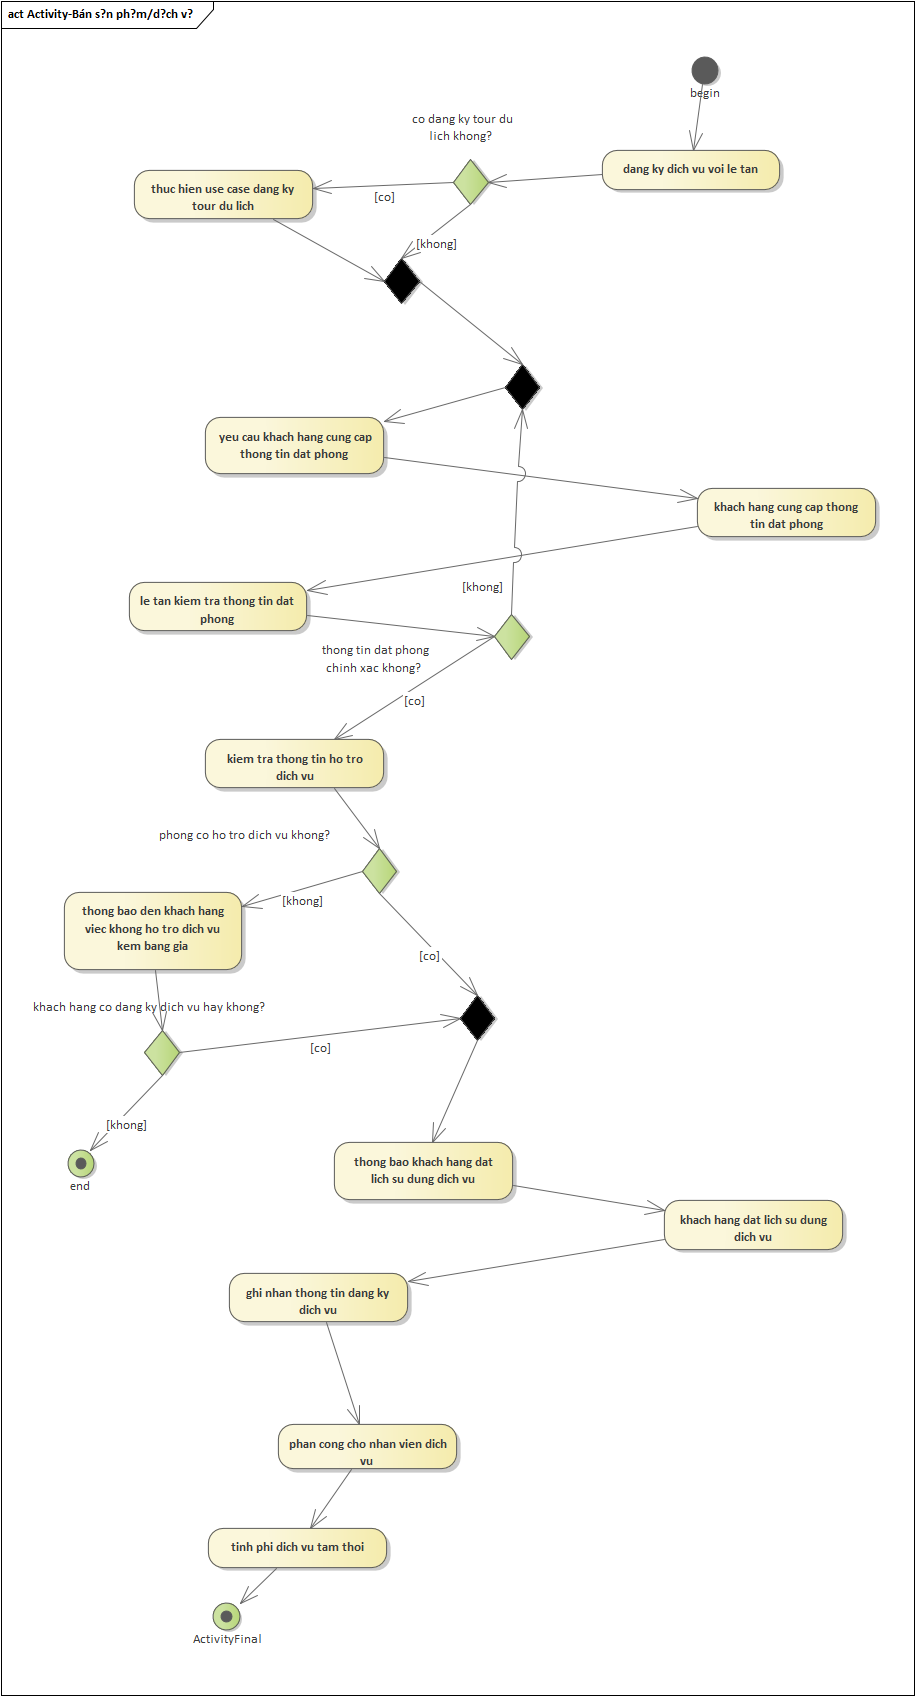 act Activity-Bán s?n ph?m/d?ch v?
begin
co dang ky tour du
lich khong?
dang ky dich vu voi le tan
thuc hien use case dang ky
tour du lich
[co]
[khong]
yeu cau khach hang cung cap
thong tin dat phong
khach hang cung cap thong
tin dat phong
[khong]
le tan kiem tra thong tin dat
phong
thong tin dat phong
chinh xac khong?
[co]
kiem tra thong tin ho tro
dich vu
phong co ho tro dich vu khong?
[khong]
thong bao den khach hang
viec khong ho tro dich vu
kem bang gia
[co]
khach hang co dang ky dich vu hay khong?
[co]
[khong]
end
thong bao khach hang dat
lich su dung dich vu
khach hang dat lich su dung
dich vu
ghi nhan thong tin dang ky
dich vu
phan cong cho nhan vien dich
vu
tinh phi dich vu tam thoi
ActivityFinal